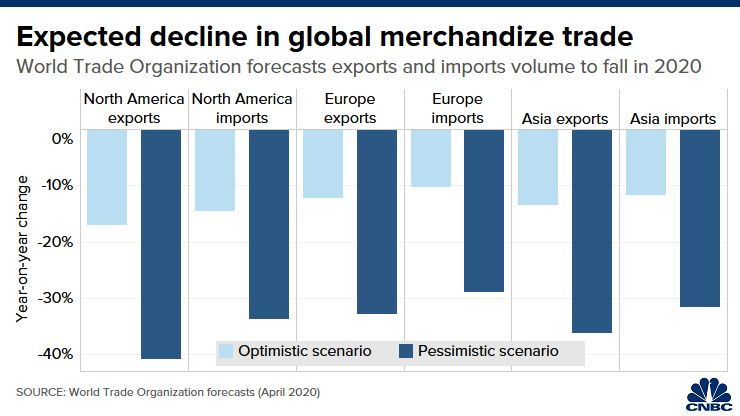 Expected decline in global merchandize trade
World Trade Organization forecasts exports and imports volume to fall in 2020
North America exports
North America imports
Europe exports
Europe imports
Asia exports
Asia imports
Year-on-year change
0%
-10%
-20%
-30%
-40%
Optimistic scenario
Pessimistic scenario
SOURCE: World Trade Organization forecasts (April 2020)
CNBC